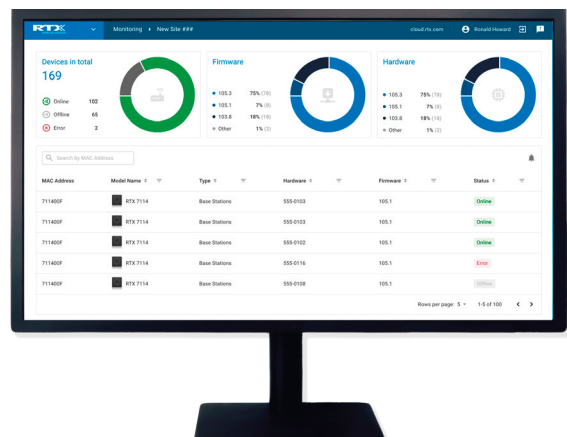 RTX
Monitoring New Site ###
cloud.rtx.com
Ronald Howard
Devices in total
169
Online 102
Offline 65
Error 2
Firmware
105.3 75% (78)
105.1 7% (8)
103.8 18% (18)
Other 1% (2)
Hardware
105.3 75% (78)
105.1 7% (8)
103.8 18% (18)
Other 1% (2)
Search by MAC Address
MAC Address Model Name Type Hardware Firmware Status
711400F RTX 7114 Base Stations 555-0103 105.1 Online
711400F RTX 7114 Base Stations 555-0103 105.1 Online
711400F RTX 7114 Base Stations 555-0102 105.1 Online
711400F RTX 7114 Base Stations 555-0116 105.1 Error
711400F RTX 7114 Base Stations 555-0108 105.1 Offline
Rows per page: 5 1-5 of 100